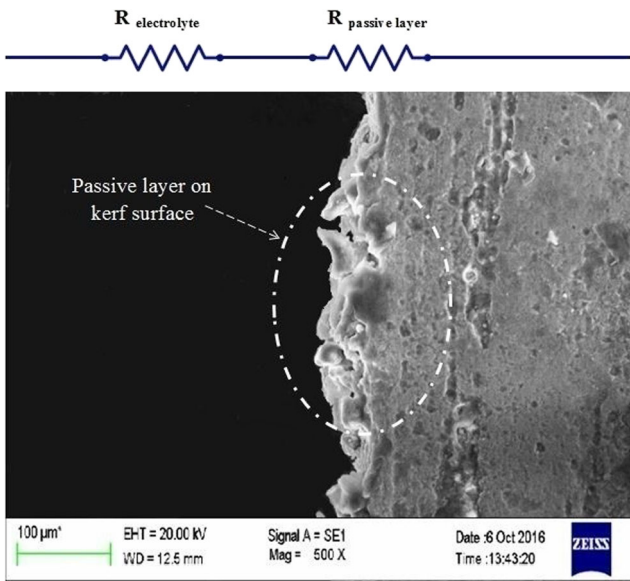 R electrolyte
R passive layer
Passive layer on
kerf surface
100 µm*
EHT = 20.00 kV
Signal A = SE1
Date :6 Oct 2016
WD = 12.5 mm
Mag = 500 X
Time :13:43:20
ZEISS